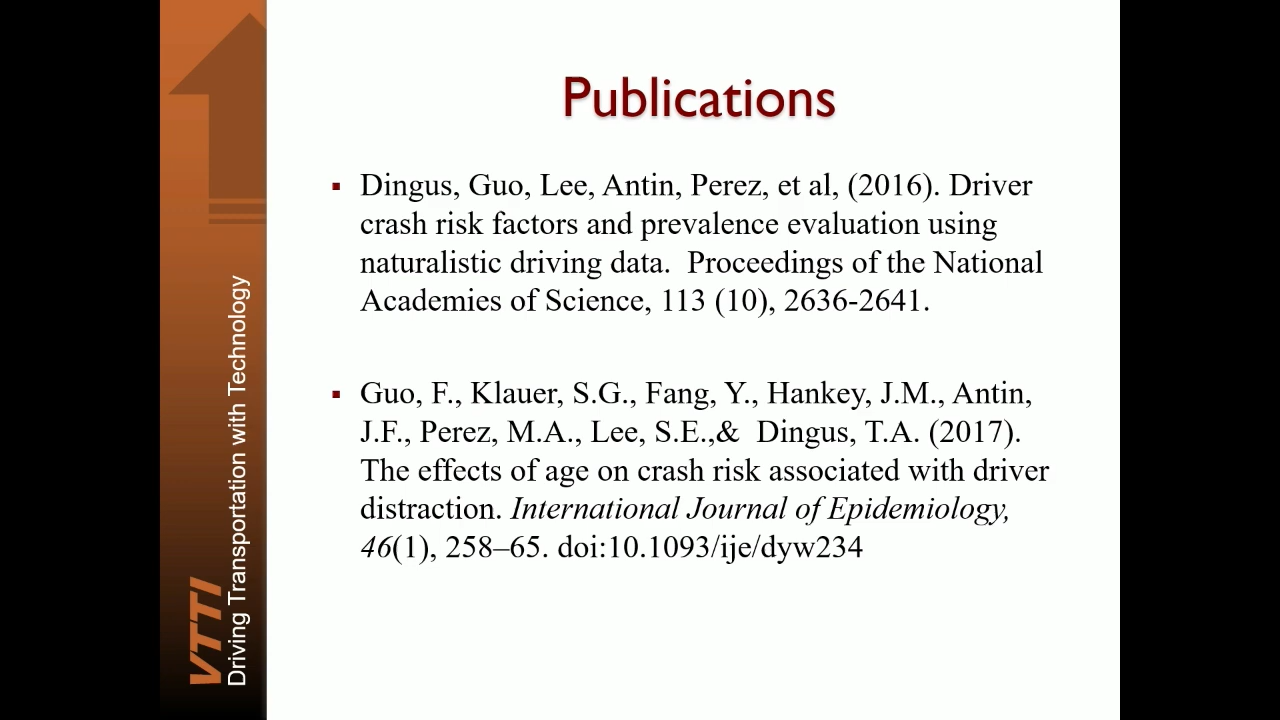 Publications
Dingus, Guo, Lee, Antin, Perez, et al, (2016). Driver
crash risk factors and prevalence evaluation using
naturalistic driving data.  Proceedings of the National
Academies of Science, 113 (10), 2636-2641.
Guo, F., Klauer, S.G., Fang, Y., Hankey, J.M., Antin,
J.F., Perez, M.A., Lee, S.E.,&  Dingus, T.A. (2017).
The effects of age on crash risk associated with driver
distraction. International Journal of Epidemiology,
46(1), 258–65. doi:10.1093/ije/dyw234
VTTI
Driving Transportation with Technology